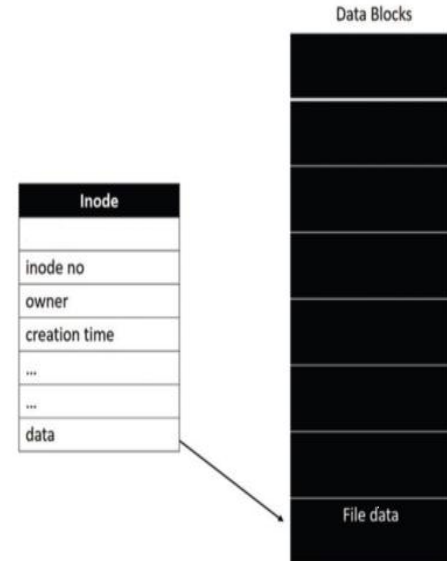 Data Blocks
Inode
inode no
owner
creation time
...
...
data
File data